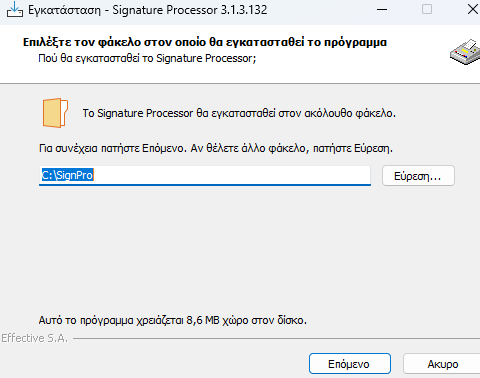 Εγκατάσταση - Signature Processor 3.1.3.132
Επιλέξτε τον φάκελο στον οποίο θα εγκατασταθεί το πρόγραμμα
Πού θα εγκατασταθεί το Signature Processor;
Το Signature Processor θα εγκατασταθεί στον ακόλουθο φάκελο.
Για συνέχεια πατήστε Επόμενο. Αν θέλετε άλλο φάκελο, πατήστε Εύρεση.
C:\SignPro
Εύρεση...
Αυτό το πρόγραμμα χρειάζεται 8,6 MB χώρο στον δίσκο.
Effective S.A.
Επόμενο
Ακυρο